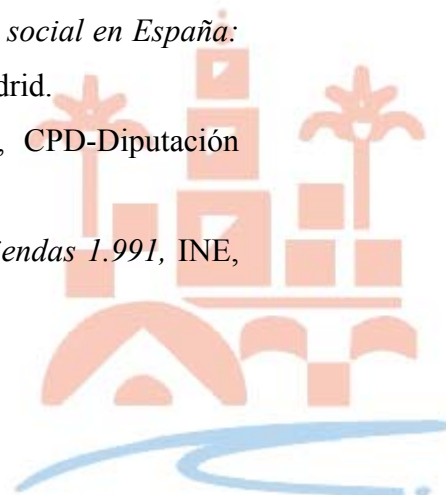 social en España:
drid.
, CPD-Diputación
iendas 1.991, INE,